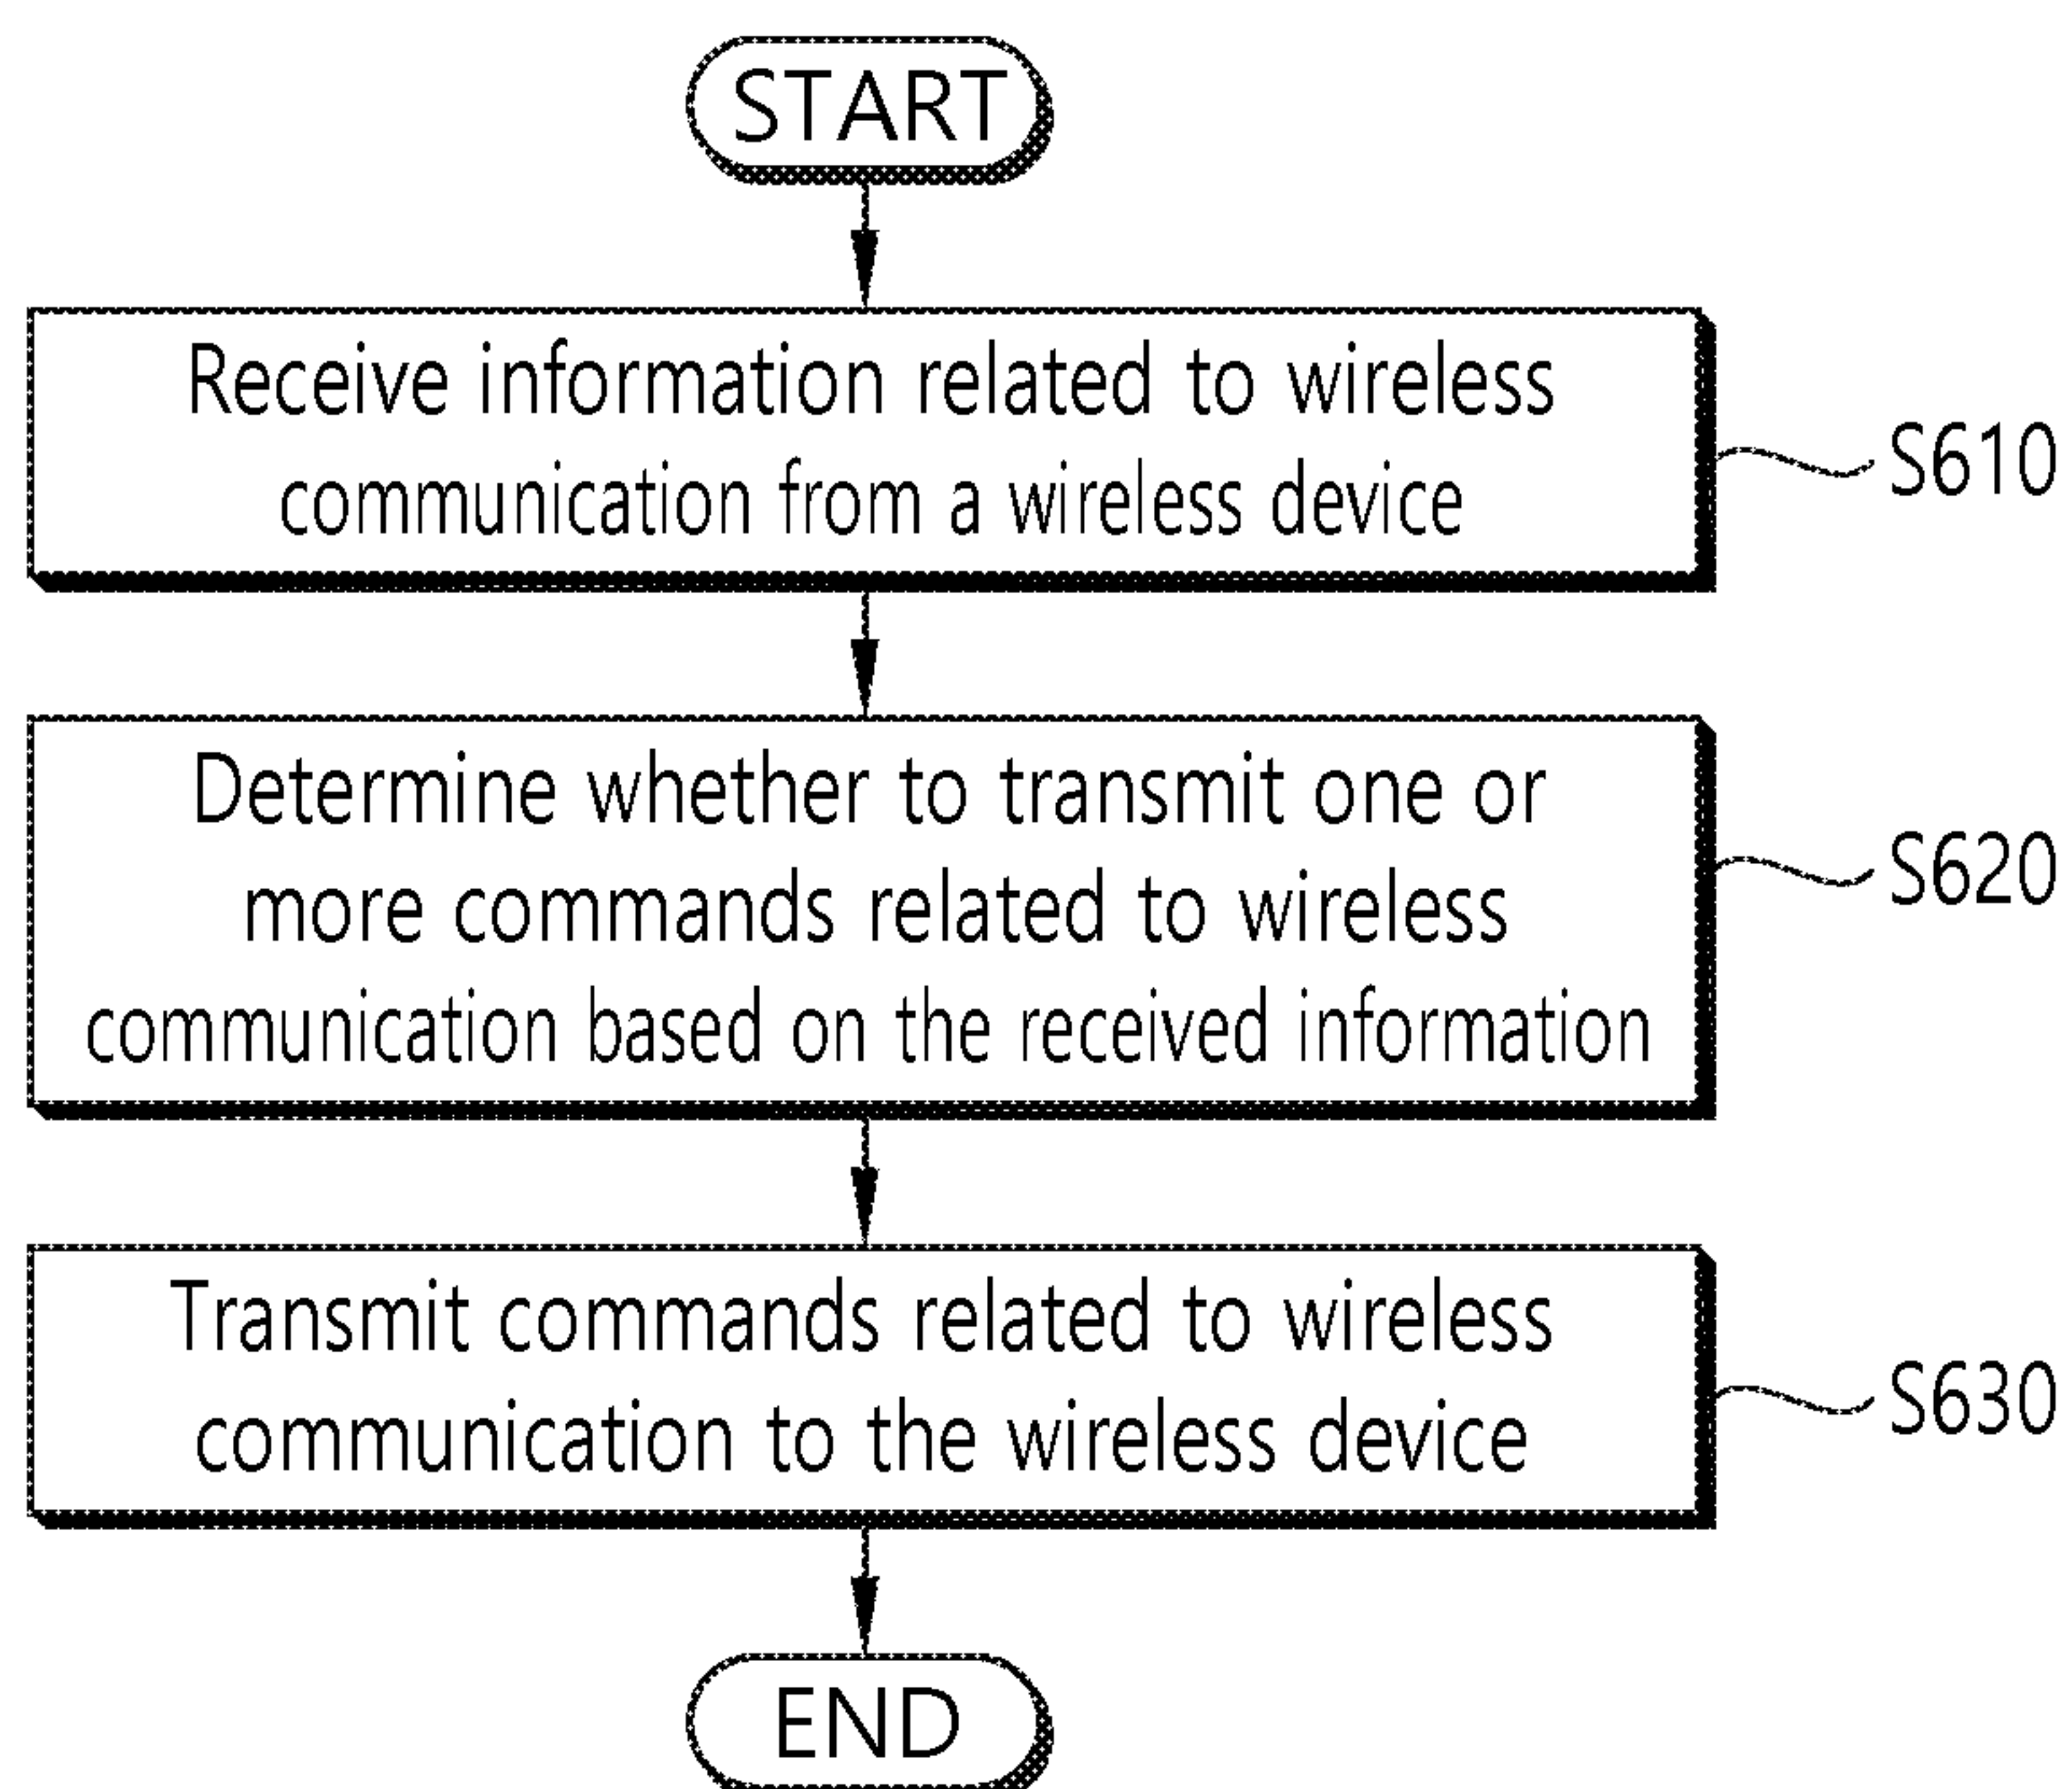 START
Receive information related to wireless
communication from a wireless device
S610
Determine whether to transmit one or
more commands related to wireless
communication based on the received information
S620
Transmit commands related to wireless
communication to the wireless device
S630
END